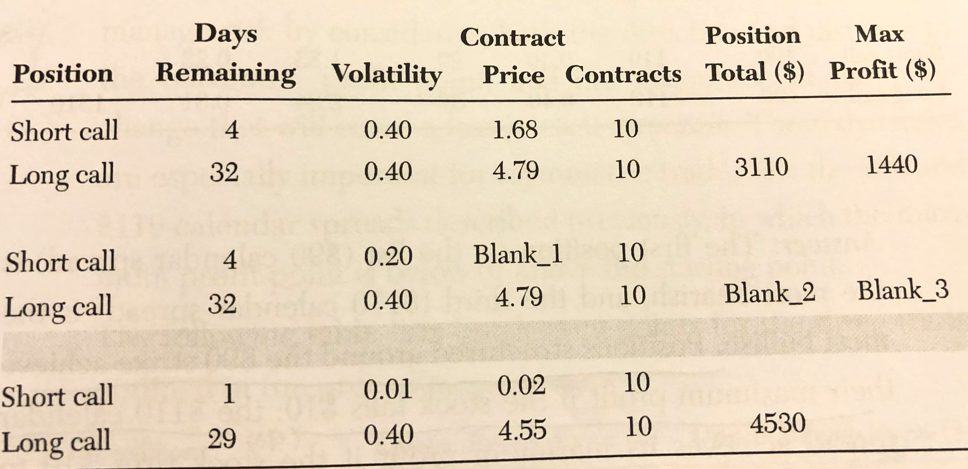 Days Contract Position Max
Position Remaining Volatility Price Contracts Total ($) Profit ($)
Short call 4 0.40 1.68 10
Long call 32 0.40 4.79 10 3110 1440
Short call 4 0.20 Blank_1 10
Long call 32 0.40 4.79 10 Blank_2 Blank_3
Short call 1 0.01 0.02 10
Long call 29 0.40 4.55 10 4530